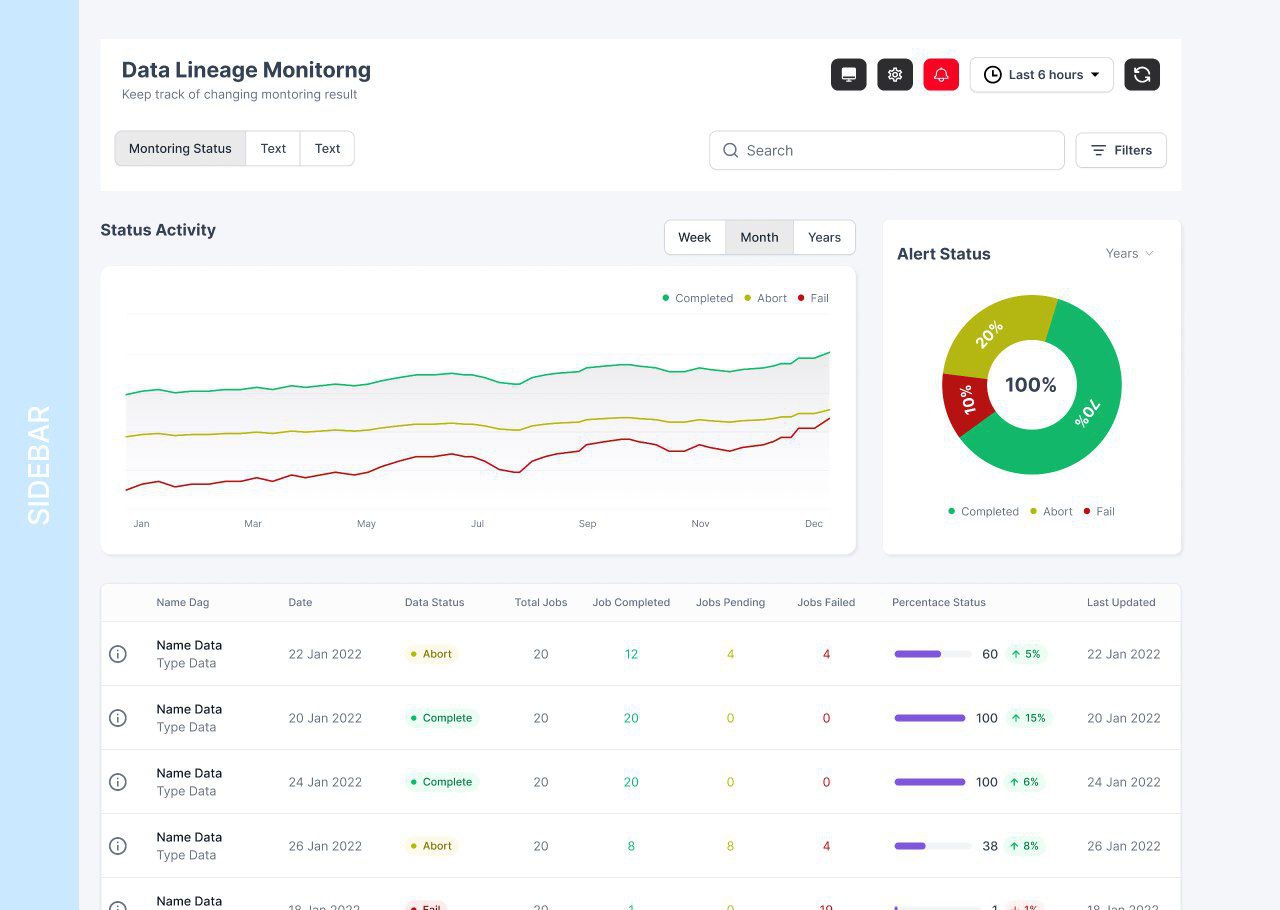 SIDEBAR
Data Lineage Monitorng
Keep track of changing montoring result
Last 6 hours
Montoring Status Text Text
Search
Filters
Status Activity
Week Month Years
Completed Abort Fail
Jan Mar May Jul Sep Nov Dec
Alert Status
Years
20%
100%
10%
70%
Completed Abort Fail
Name Dag Date Data Status Total Jobs Job Completed Jobs Pending Jobs Failed Percentace Status Last Updated
Name Data
Type Data
22 Jan 2022 Abort 20 12 4 4 60 5% 22 Jan 2022
Name Data
Type Data
20 Jan 2022 Complete 20 20 0 0 100 15% 20 Jan 2022
Name Data
Type Data
24 Jan 2022 Complete 20 20 0 0 100 6% 24 Jan 2022
Name Data
Type Data
26 Jan 2022 Abort 20 8 8 4 38 8% 26 Jan 2022
Name Data
18 Jan 2022 Fail 20 1 0 19 1 1% 18 Jan 2022